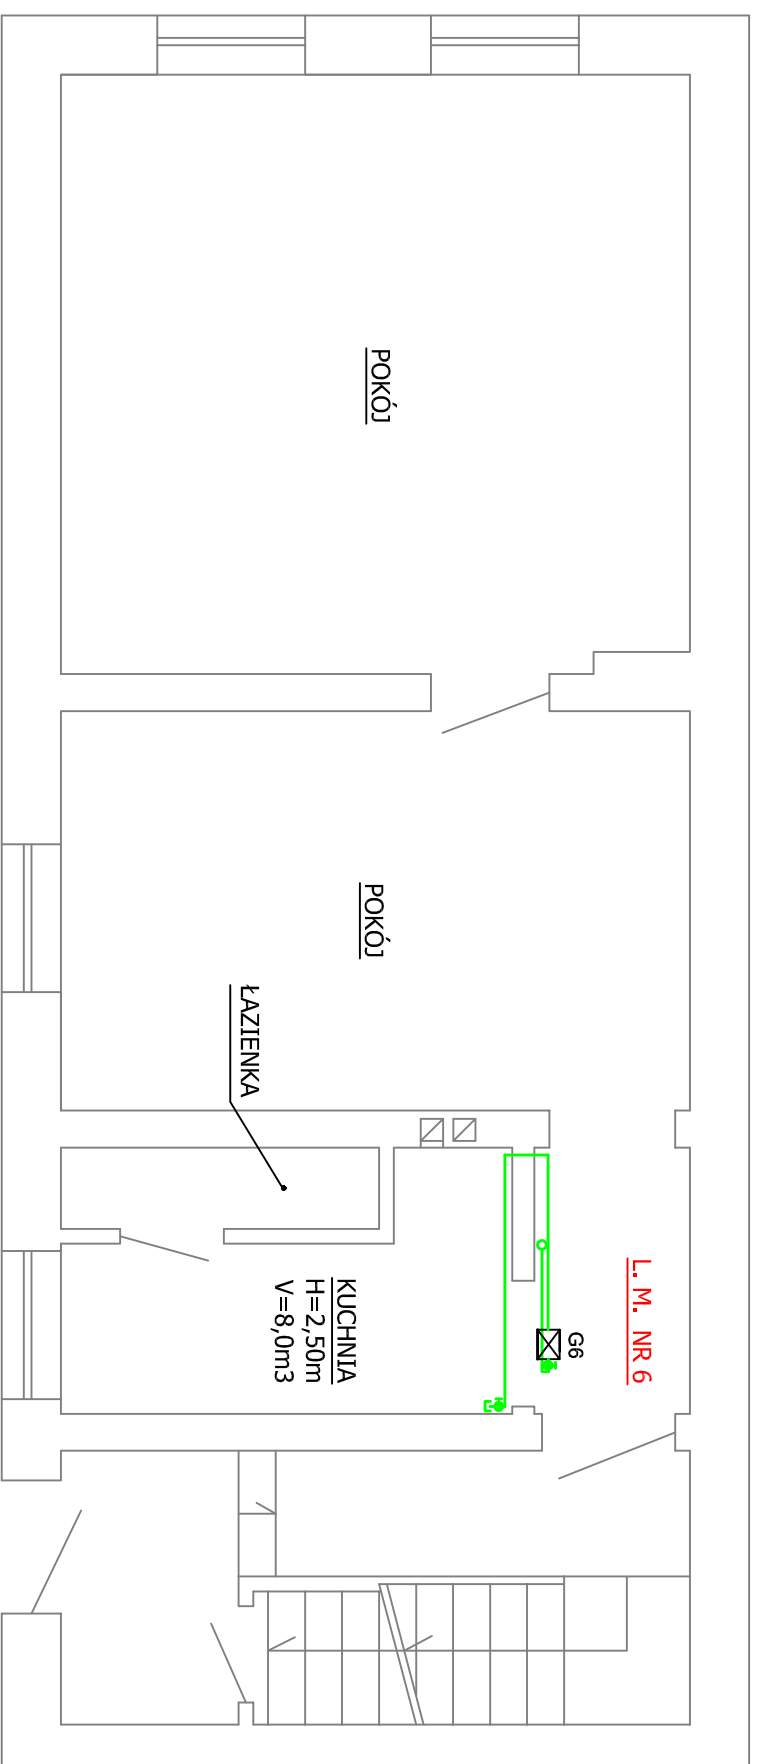 POKÓJ
POKÓJ
ŁAZIENKA
L. M. NR 6
G6
KUCHNIA
H=2,50m
V=8,0m3